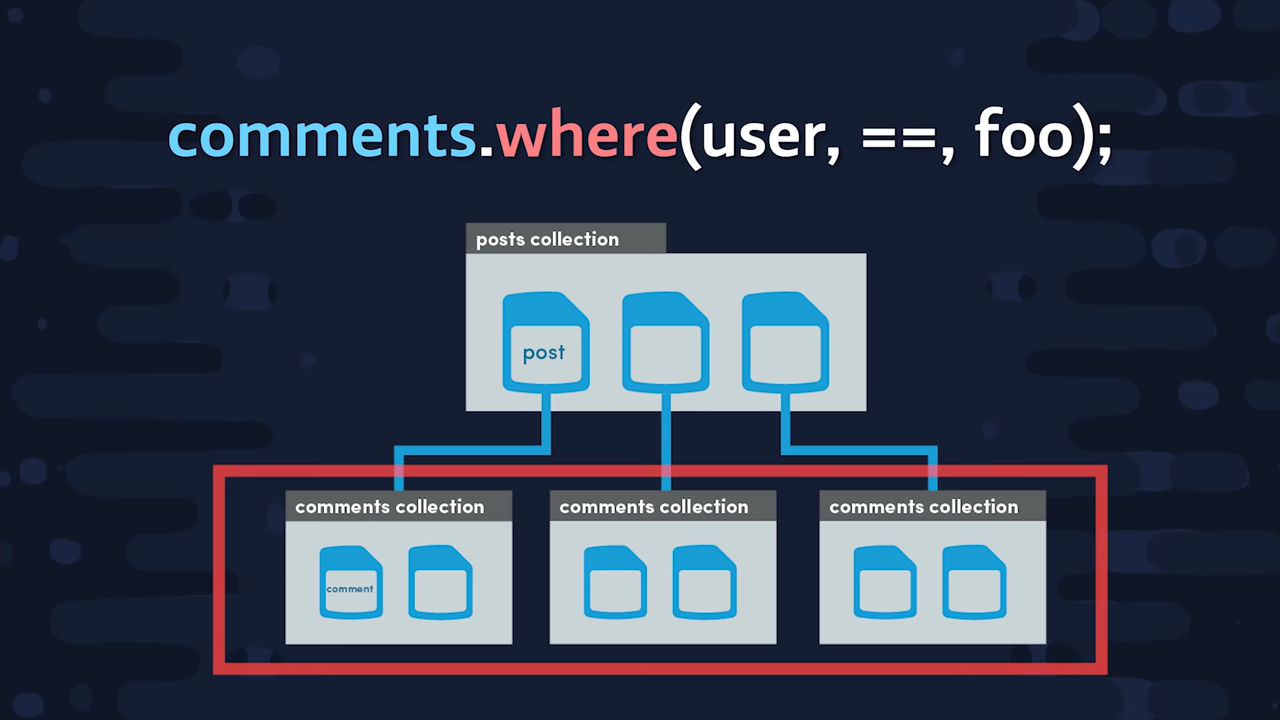 comments.where(user, ==, foo);
posts collection
post
comments collection
comments collection
comments collection
comment